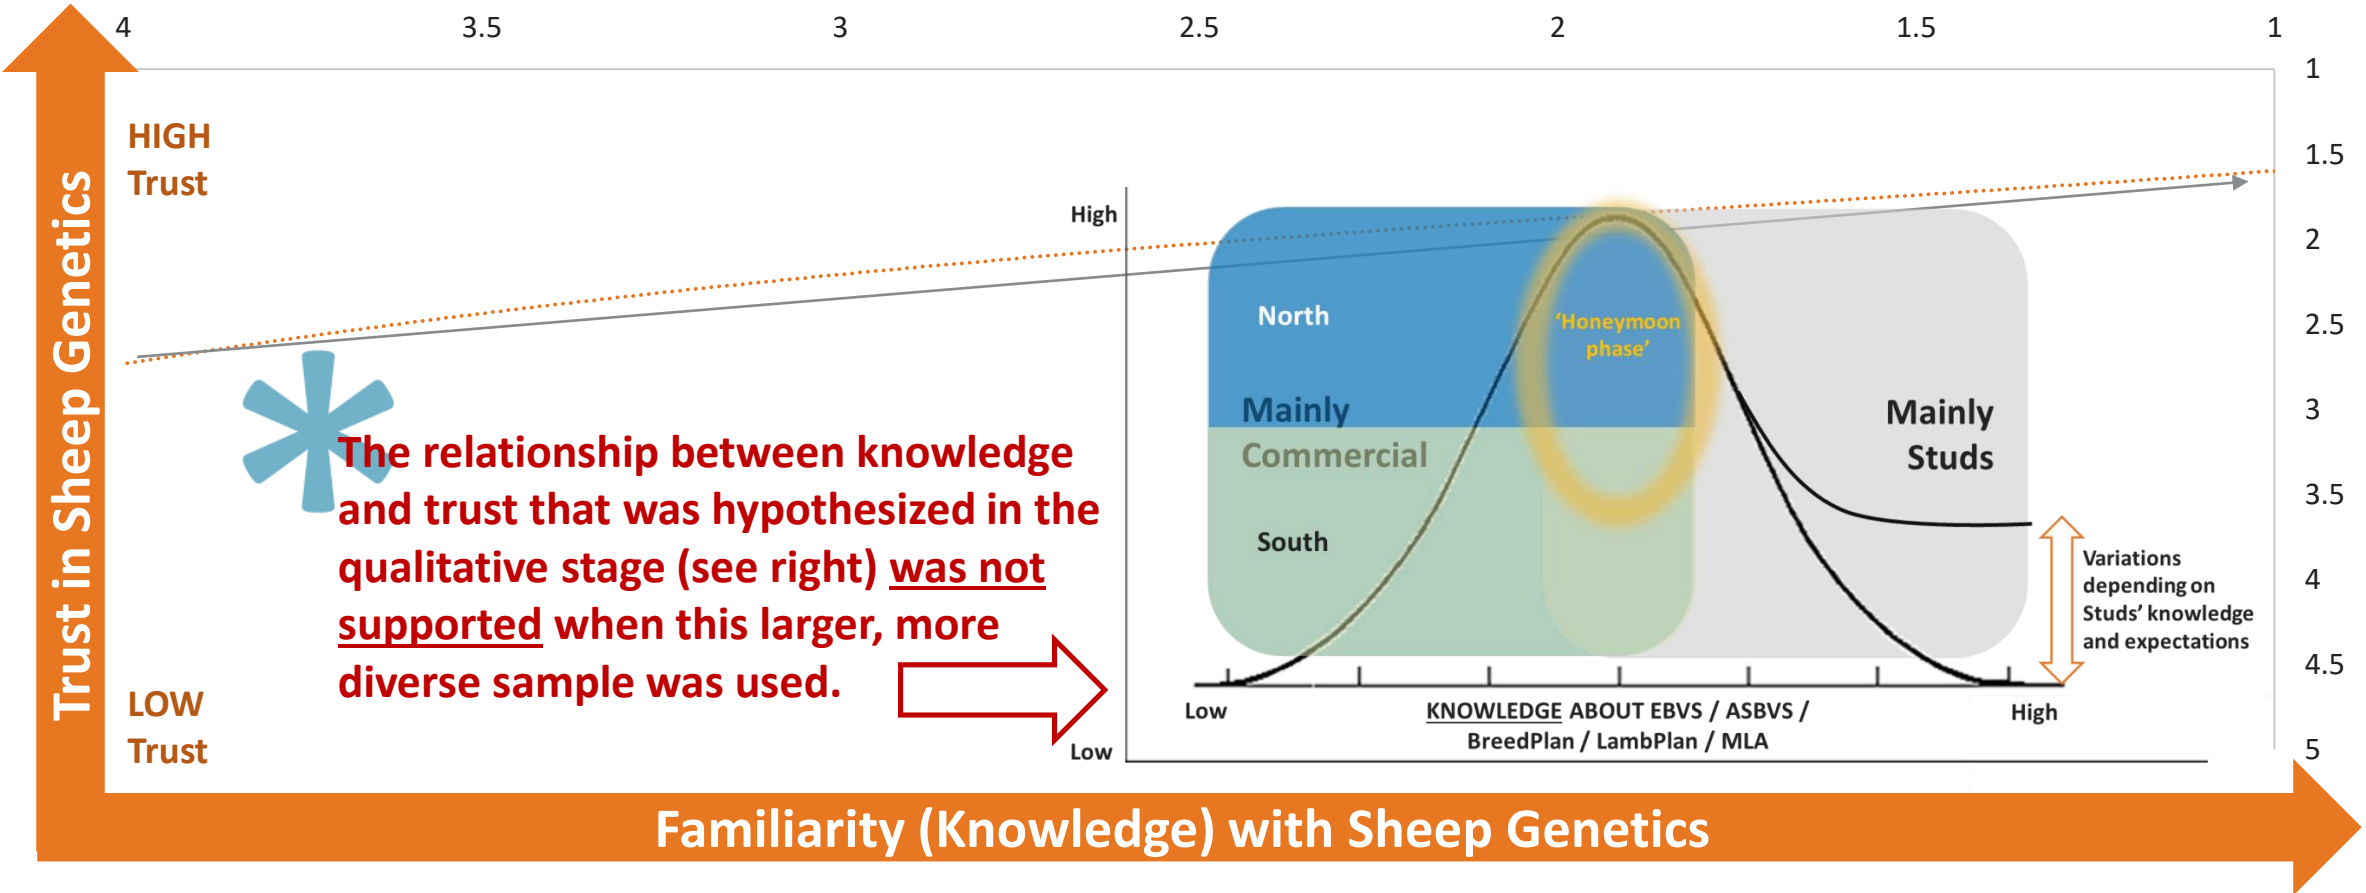 4 3.5 3 2.5 2 1.5 1
1
1.5
2
2.5
3
3.5
4
4.5
5
Trust in Sheep Genetics
HIGH
Trust
LOW
Trust
The relationship between knowledge
and trust that was hypothesized in the
qualitative stage (see right) was not
supported when this larger, more
diverse sample was used.
High
Low
North
Mainly
Commercial
South
‘Honeymoon
phase’
Mainly
Studs
Variations
depending on
Studs’ knowledge
and expectations
Low
KNOWLEDGE ABOUT EBVS / ASBVS /
BreedPlan / LambPlan / MLA
High
Familiarity (Knowledge) with Sheep Genetics